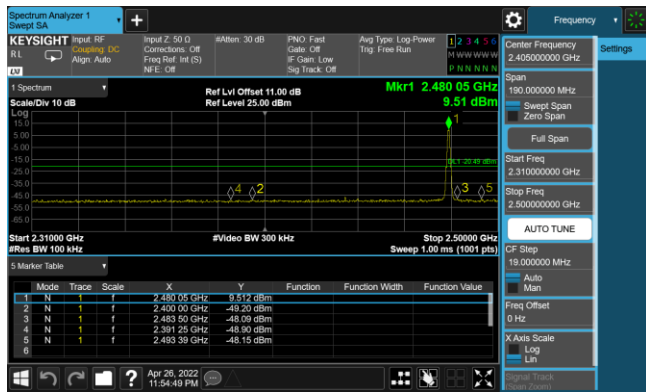 Spectrum Analyzer 1
Swept SA
Frequency
KEYSIGHT
R L
Input: RF
Coupling: DC
Align: Auto
Input Z: 50 Ω
Corrections: Off
Freq Ref: Int (S)
NFE: Off
#Atten: 30 dB
PNO: Fast
Gate: Off
IF Gain: Low
Sig Track: Off
Avg Type: Log-Power
Trig: Free Run
1 2 3 4 5 6
M W W W W W
P N N N N N
Center Frequency
2.405000000 GHz
Settings
Span
190.000000 MHz
Swept Span
Zero Span
Full Span
Start Freq
2.310000000 GHz
Stop Freq
2.500000000 GHz
AUTO TUNE
CF Step
19.000000 MHz
Auto
Man
Freq Offset
0 Hz
X Axis Scale
Log
Lin
Signal Track
(Span Zoom)
1 Spectrum
Scale/Div 10 dB
Log
Ref Lvl Offset 11.00 dB
Ref Level 25.00 dBm
Mkr1 2.480 05 GHz
9.51 dBm
15.0
5.00
-5.00
-15.0
-25.0
-35.0
-45.0
-55.0
-65.0
1
DL1 -20.49 dBm
4 2 3 5
Start 2.31000 GHz
#Res BW 100 kHz
#Video BW 300 kHz
Stop 2.50000 GHz
Sweep 1.00 ms (1001 pts)
5 Marker Table
Mode Trace Scale X Y Function Function Width Function Value
1 N 1 f 2.480 05 GHz 9.512 dBm
2 N 1 f 2.400 00 GHz -49.20 dBm
3 N 1 f 2.483 50 GHz -48.09 dBm
4 N 1 f 2.391 25 GHz -48.90 dBm
5 N 1 f 2.493 39 GHz -48.15 dBm
6
?
Apr 26, 2022
11:54:49 PM